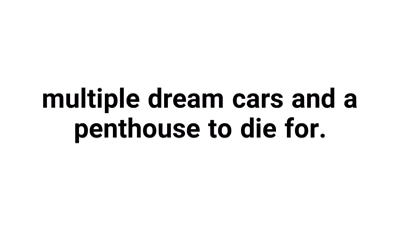 multiple dream cars and a
penthouse to die for.